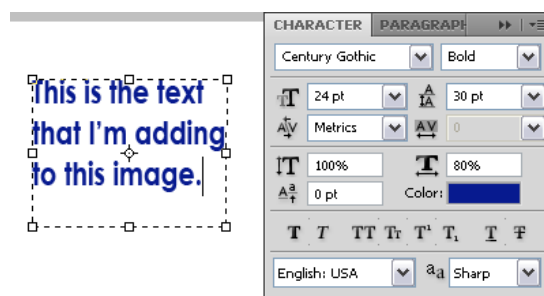 This is the text
that I'm adding
to this image.
CHARACTER PARAGRAPH
Century Gothic Bold
24 pt 30 pt
Metrics 0
100% 80%
0 pt Color:
T T TT Tr T¹ T₁ T T
English: USA aa Sharp